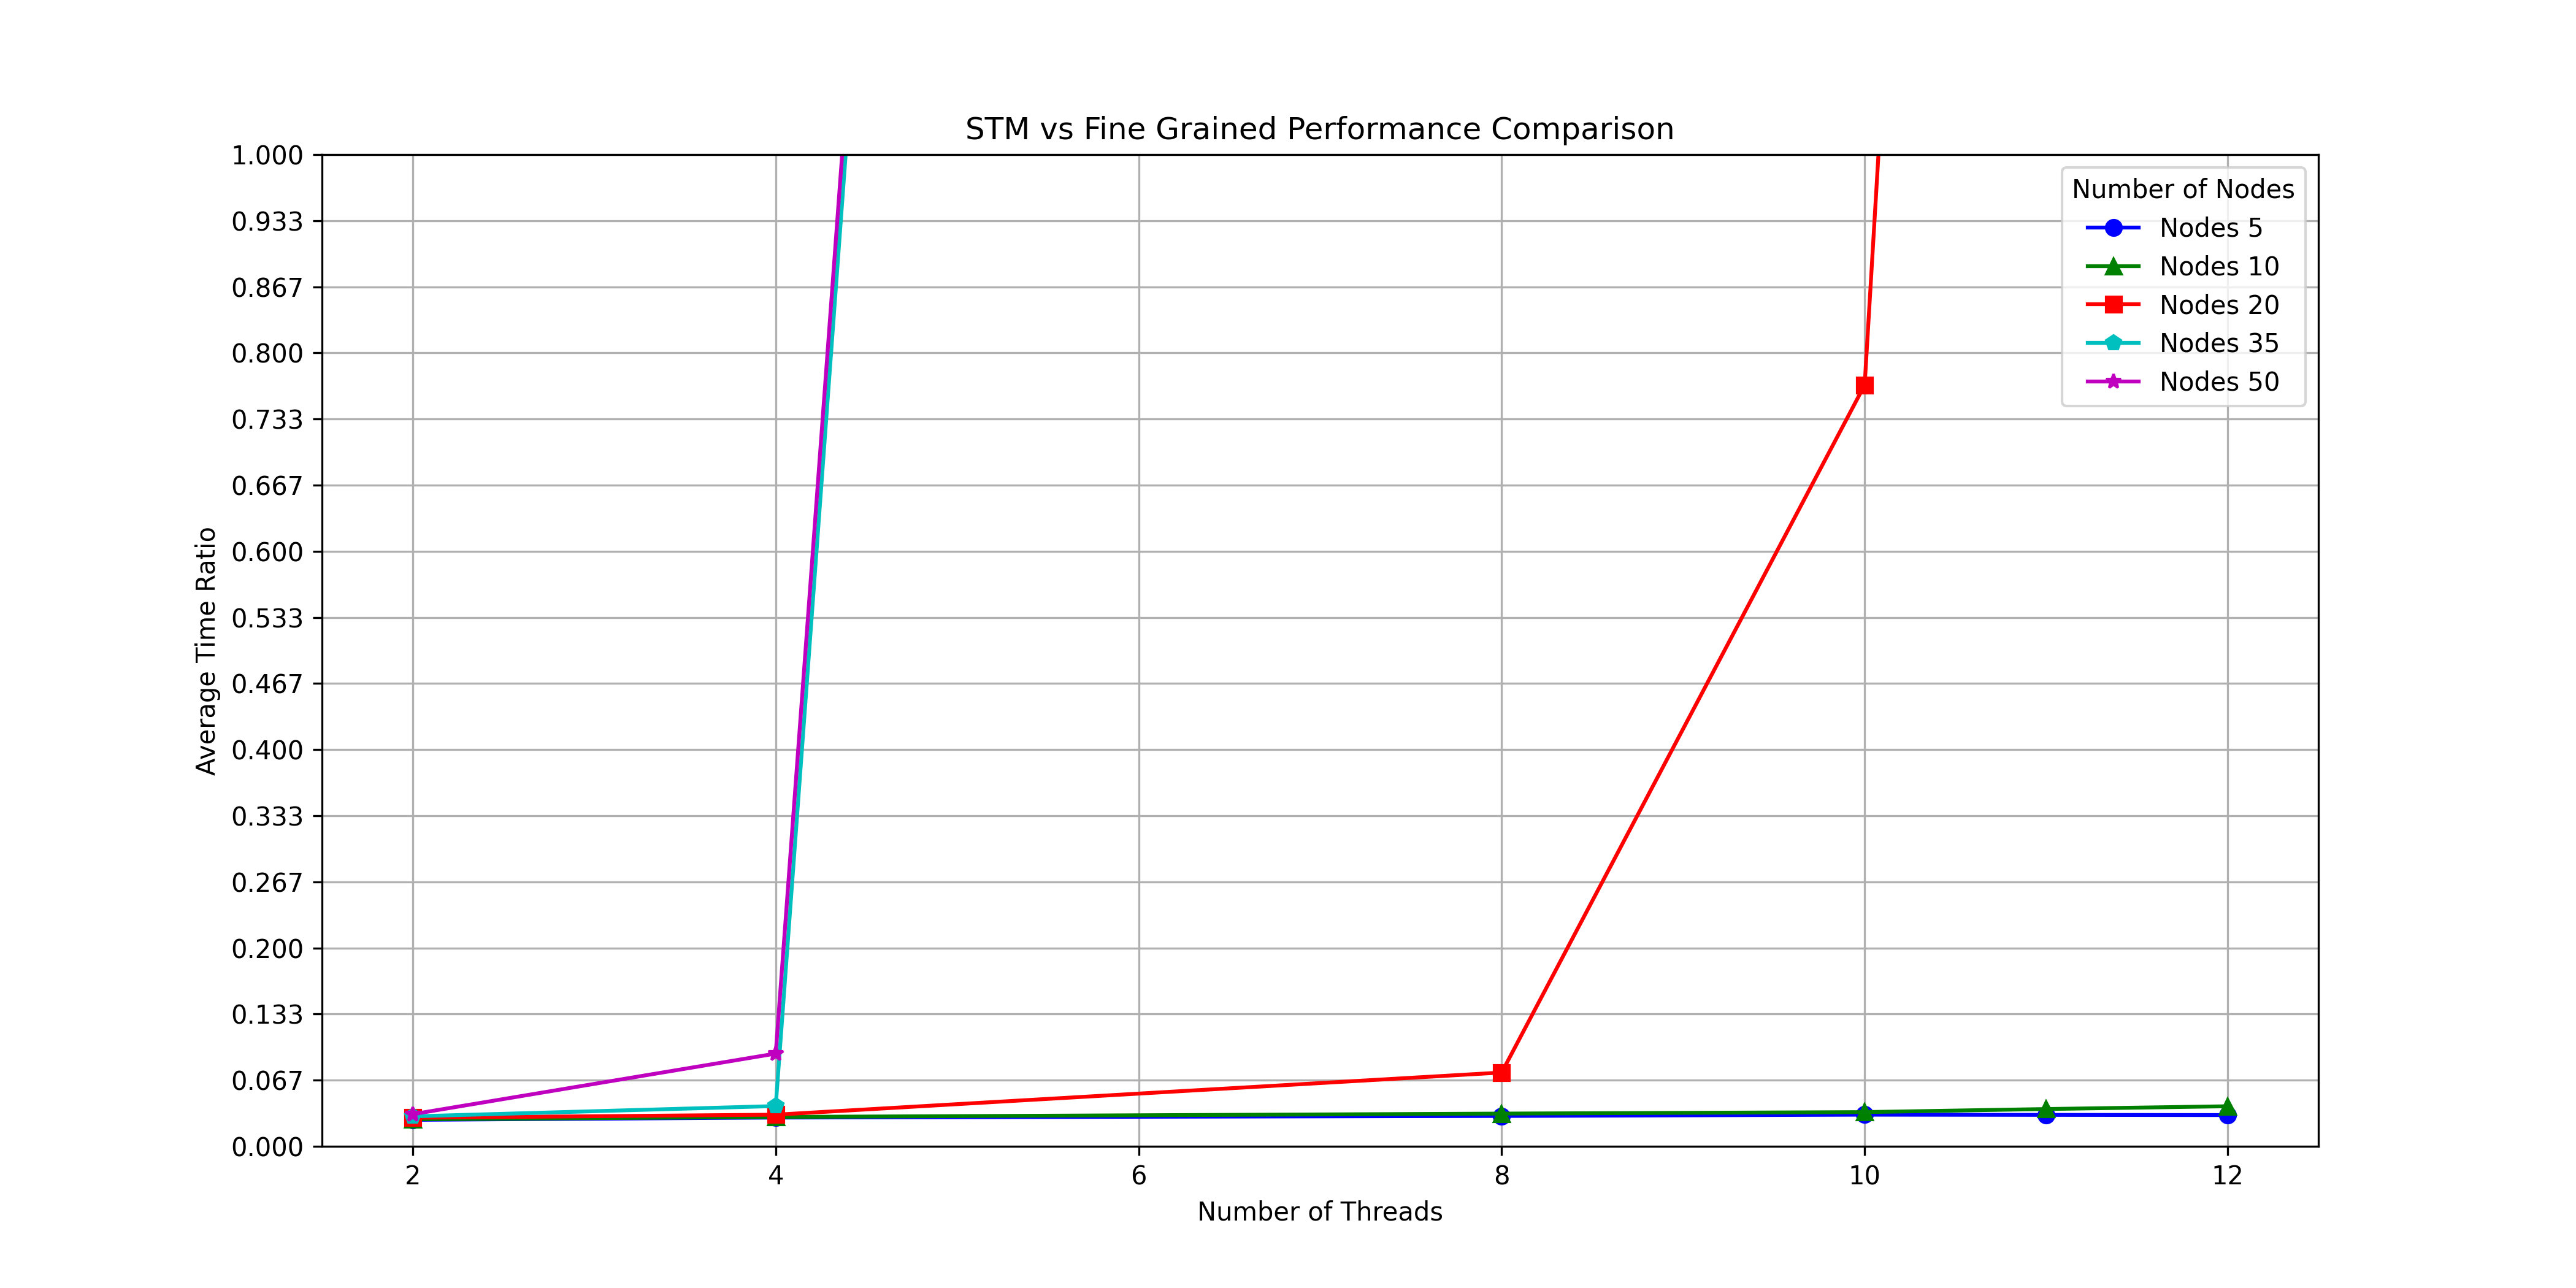 STM vs Fine Grained Performance Comparison
1.000
0.933
0.867
0.800
0.733
0.667
0.600
0.533
0.467
0.400
0.333
0.267
0.200
0.133
0.067
0.000
Average Time Ratio
2 4 6 8 10 12
Number of Threads
Number of Nodes
Nodes 5
Nodes 10
Nodes 20
Nodes 35
Nodes 50